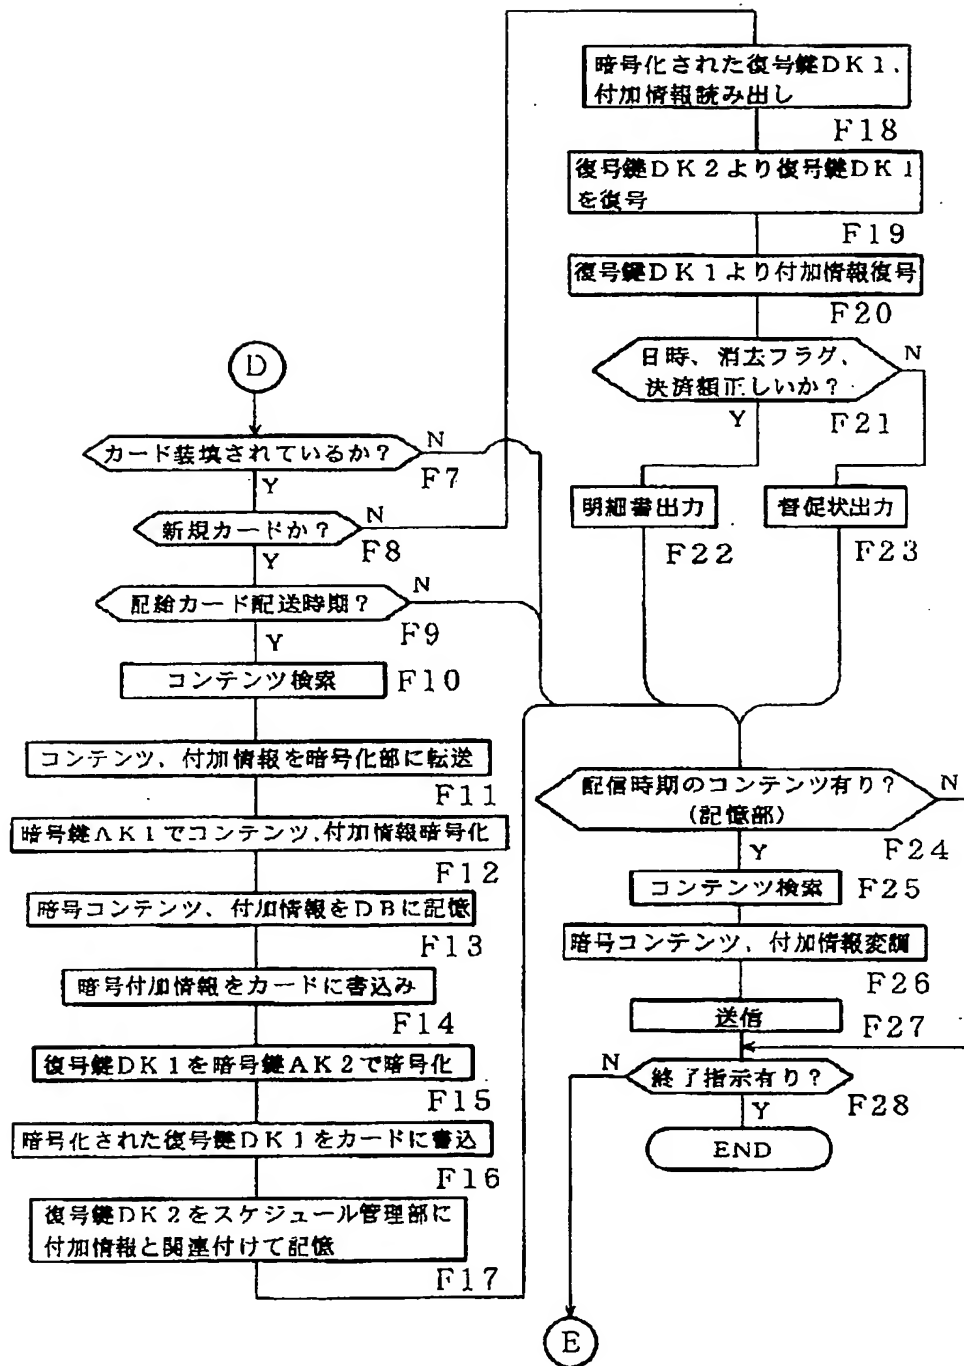 D
カード装填されているか?
N
F7
Y
新規カードか?
N
F8
Y
配給カード配送時期?
N
F9
Y
コンテンツ検索
F10
コンテンツ、付加情報を暗号化部に転送
F11
暗号鍵AK1でコンテンツ,付加情報暗号化
F12
暗号コンテンツ、付加情報をDBに記憶
F13
暗号付加情報をカードに書込み
F14
復号鍵DK1を暗号鍵AK2で暗号化
F15
暗号化された復号鍵DK1をカードに書込
F16
復号鍵DK2をスケジュール管理部に
付加情報と関連付けて記憶
F17
暗号化された復号鍵DK1、
付加情報読み出し
F18
復号鍵DK2より復号鍵DK1
を復号
F19
復号鍵DK1より付加情報復号
F20
日時、消去フラグ、
決済額正しいか?
N
Y
F21
明細書出力
F22
督促状出力
F23
配信時期のコンテンツ有り?
(記憶部)
N
Y
F24
コンテンツ検索
F25
暗号コンテンツ、付加情報変調
F26
送信
F27
終了指示有り?
N
F28
Y
END
E